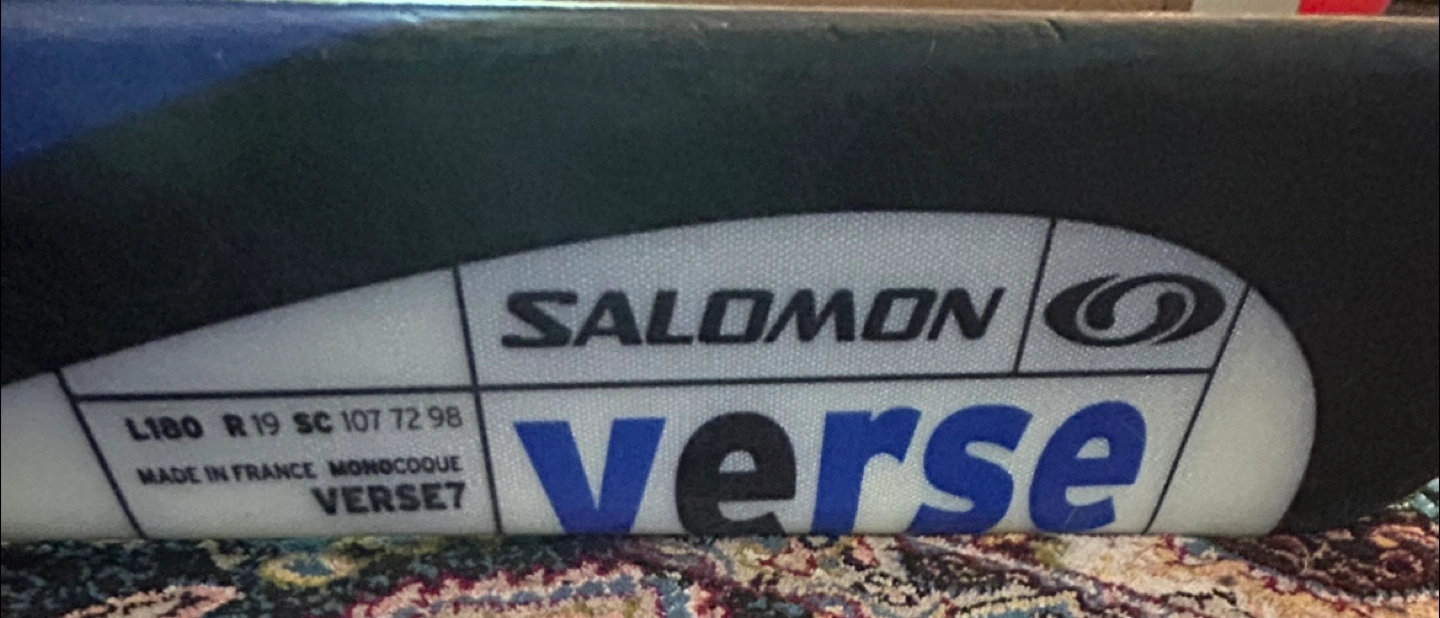 SALOMON
L180 R19 SC 107 72 98
MADE IN FRANCE MONOCOQUE
VERSE7
verse